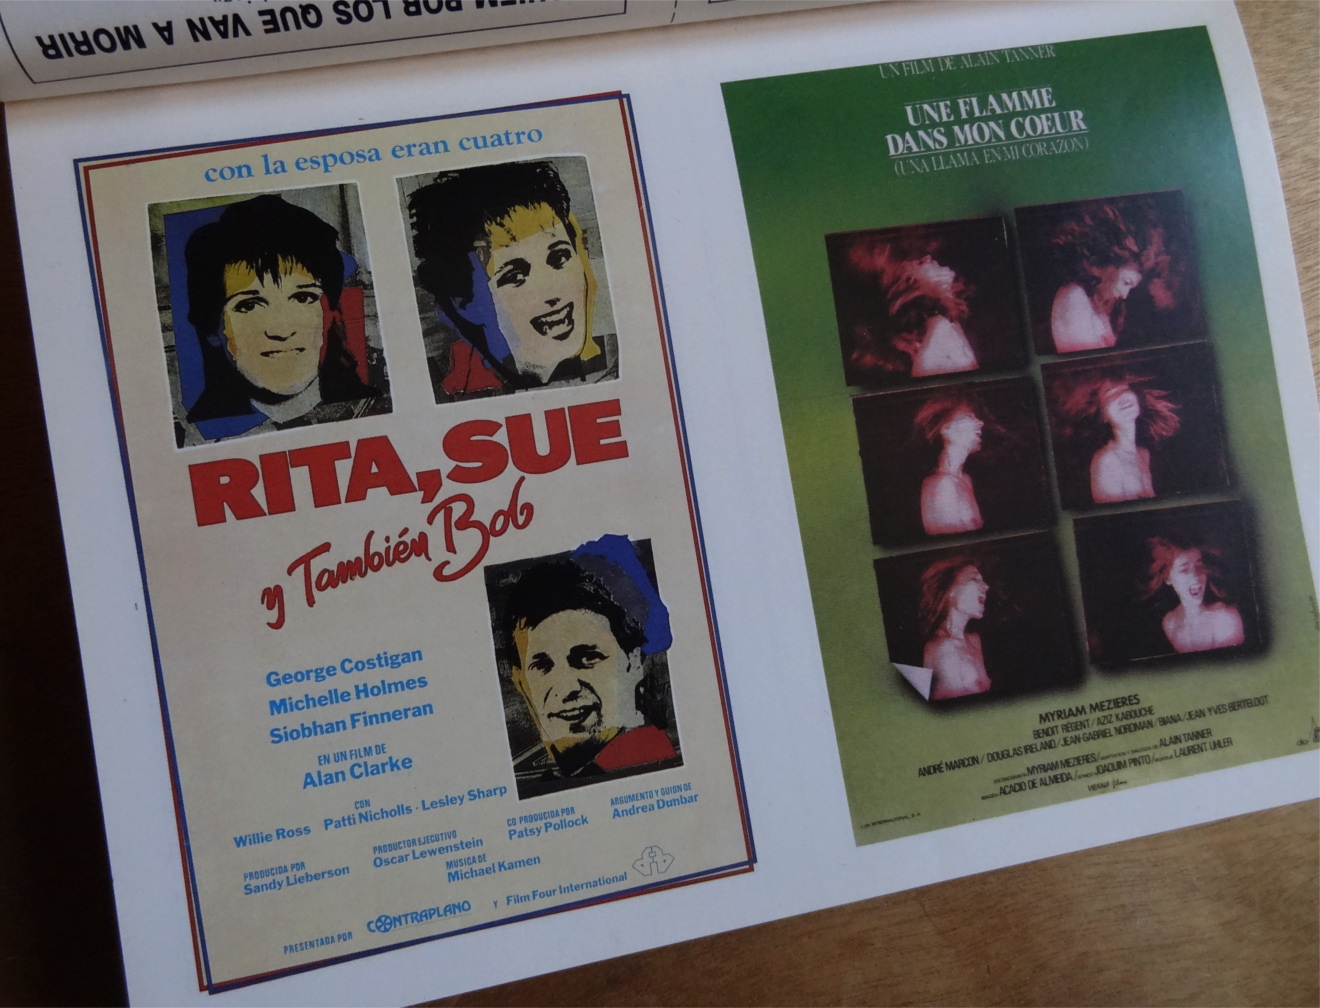 REQUIEM POR LOS QUE VAN A MORIR
con la esposa eran cuatro
RITA, SUE
y También Bob
George Costigan
Michelle Holmes
Siobhan Finneran
EN UN FILM DE
Alan Clarke
CON
Willie Ross Patti Nicholls · Lesley Sharp
PRODUCIDA POR
Sandy Lieberson
PRODUCTOR EJECUTIVO
Oscar Lewenstein
CO PRODUCIDA POR
Patsy Pollock
ARGUMENTO Y GUION DE
Andrea Dunbar
MUSICA DE
Michael Kamen
PRESENTADA POR CONTRAPLANO Y Film Four International
UN FILM DE ALAIN TANNER
UNE FLAMME
DANS MON COEUR
(UNA LLAMA EN MI CORAZON)
MYRIAM MEZIERES
BENOIT RÉGENT / AZIZ KABOUCHE
ANDRÉ MARCON / DOUGLAS IRELAND / JEAN-GABRIEL NORDMAN / BIANA / JEAN-YVES BERTELOOT
MYRIAM MEZIERES / ALAIN TANNER
ACACIO DE ALMEIDA / JOAQUIM PINTO / LAURENT UHLER